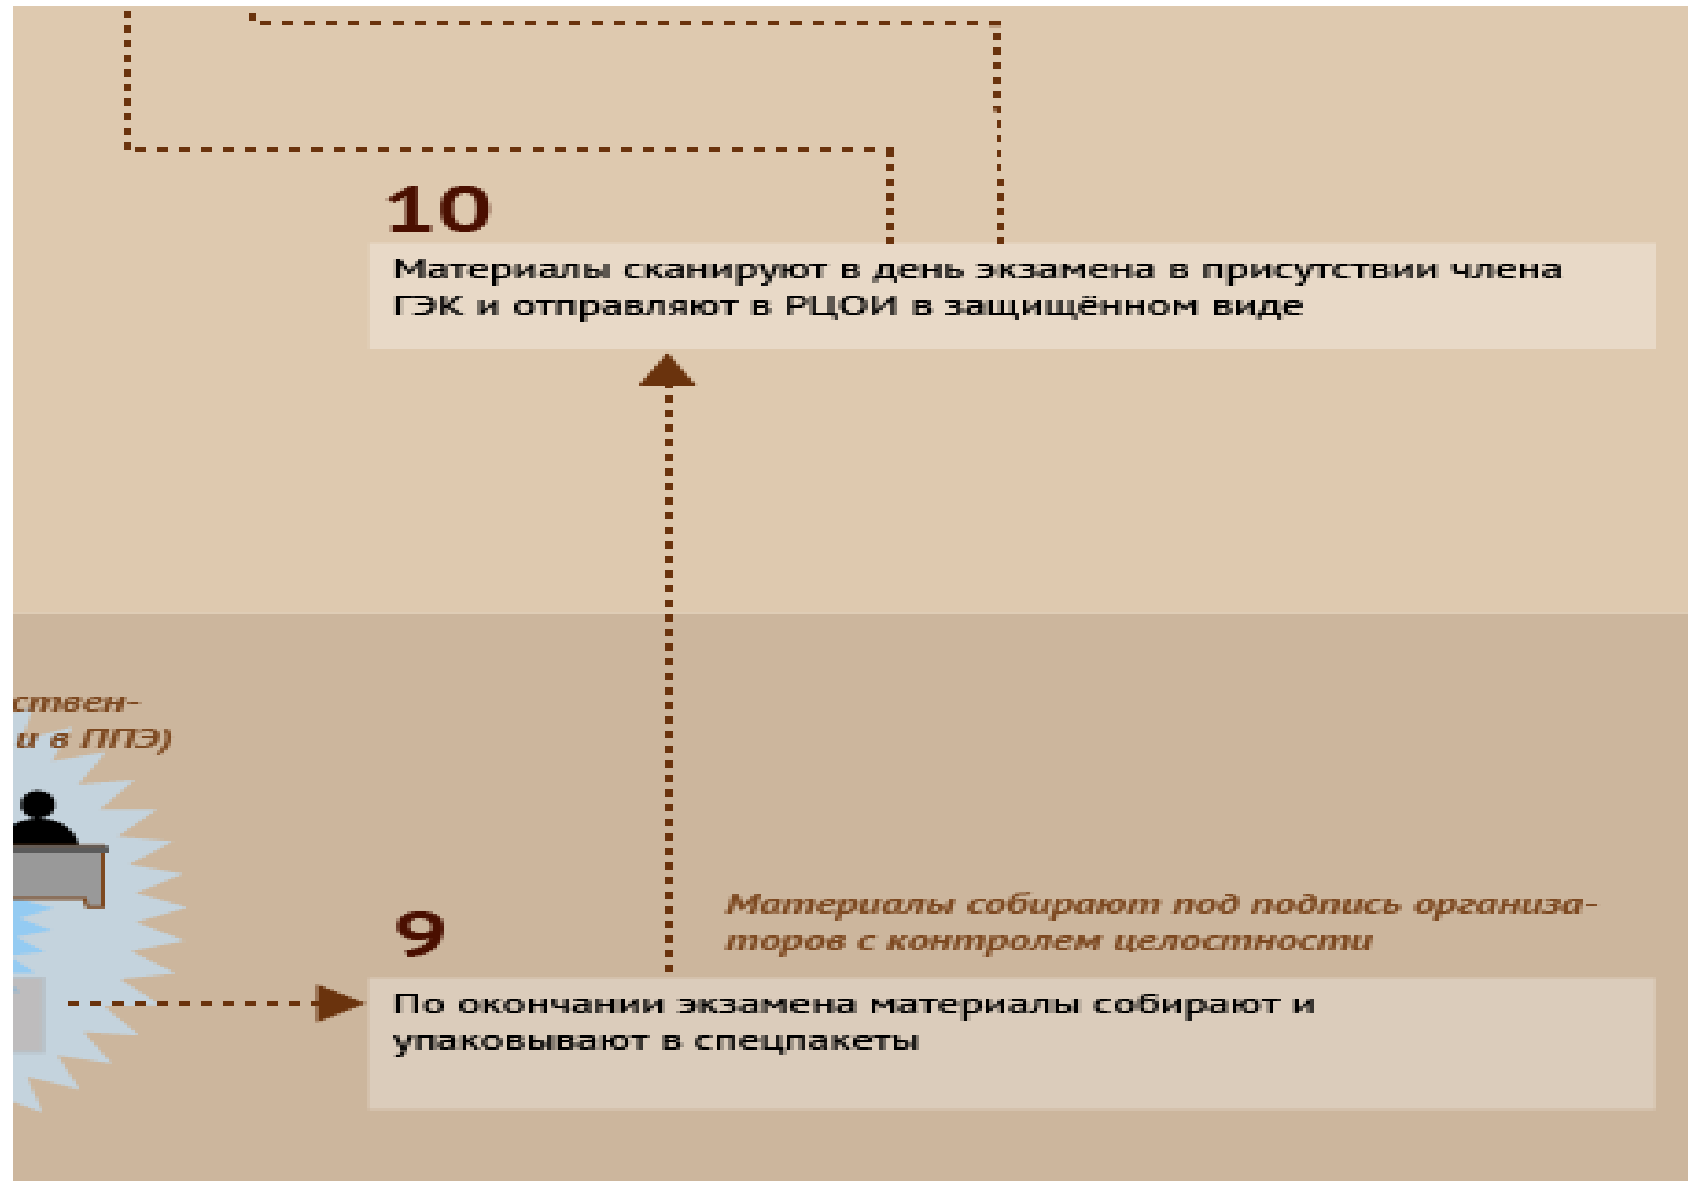 10
Материалы сканируют в день экзамена в присутствии члена
ГЭК и отправляют в РЦОИ в защищённом виде
ствен-
и в ППЭ)
9
Материалы собирают под подпись организа-
торов с контролем целостности
По окончании экзамена материалы собирают и
упаковывают в спецпакеты